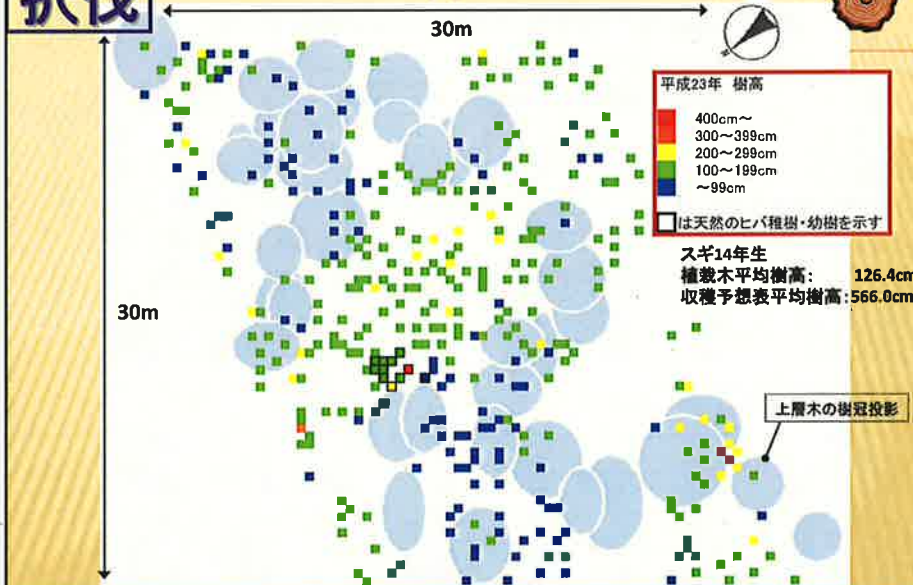 択伐
30m
30m
平成23年 樹高
400cm~
300~399cm
200~299cm
100~199cm
~99cm
□は天然のヒバ稚樹・幼樹を示す
スギ14年生
植栽木平均樹高: 126.4cm
収穫予想表平均樹高:566.0cm
上層木の樹冠投影